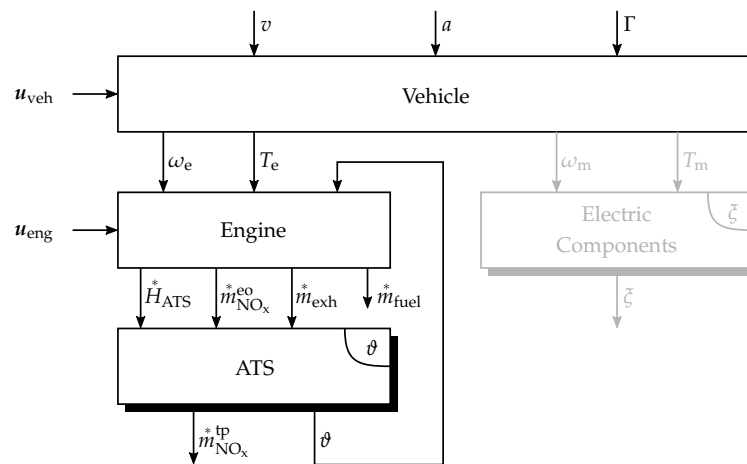 v a Γ
u_veh Vehicle
ω_e T_e ω_m T_m
u_eng Engine Electric Components ξ
H*_ATS m*^eo_NOx m*_exh m*_fuel ξ
ATS ϑ
m*^tp_NOx ϑ